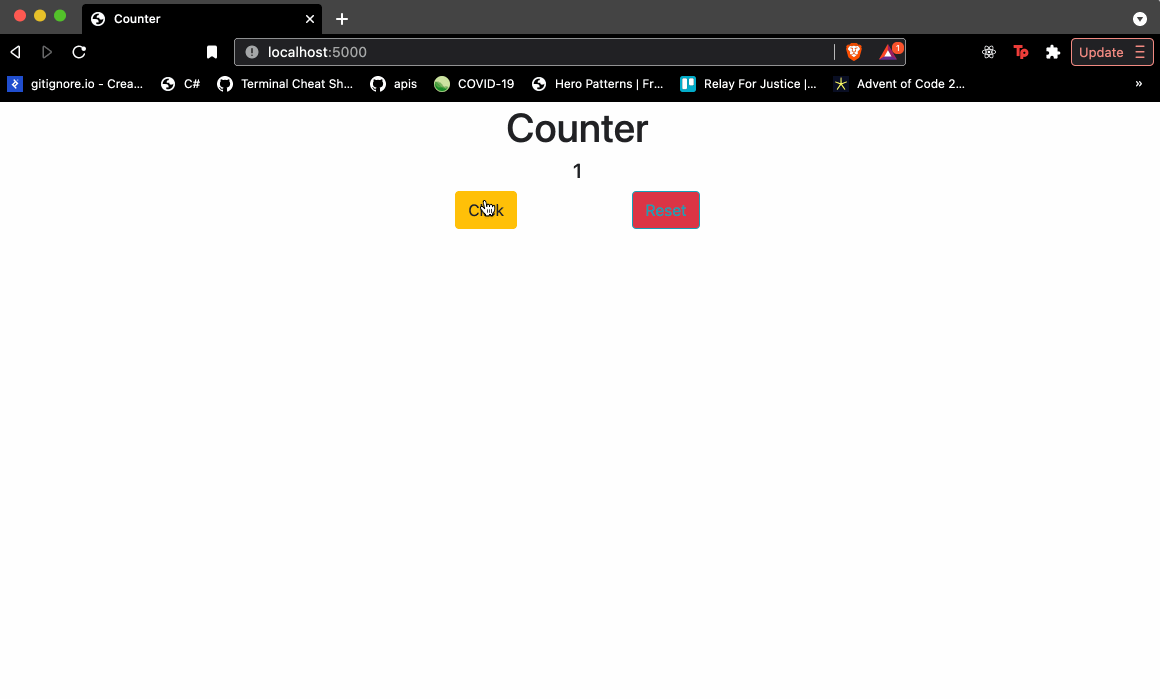 Counter
localhost:5000
1
Update
gitignore.io - Crea...
C#
Terminal Cheat Sh...
apis
COVID-19
Hero Patterns | Fr...
Relay For Justice |...
Advent of Code 2...
»
Counter
1
Click
Reset